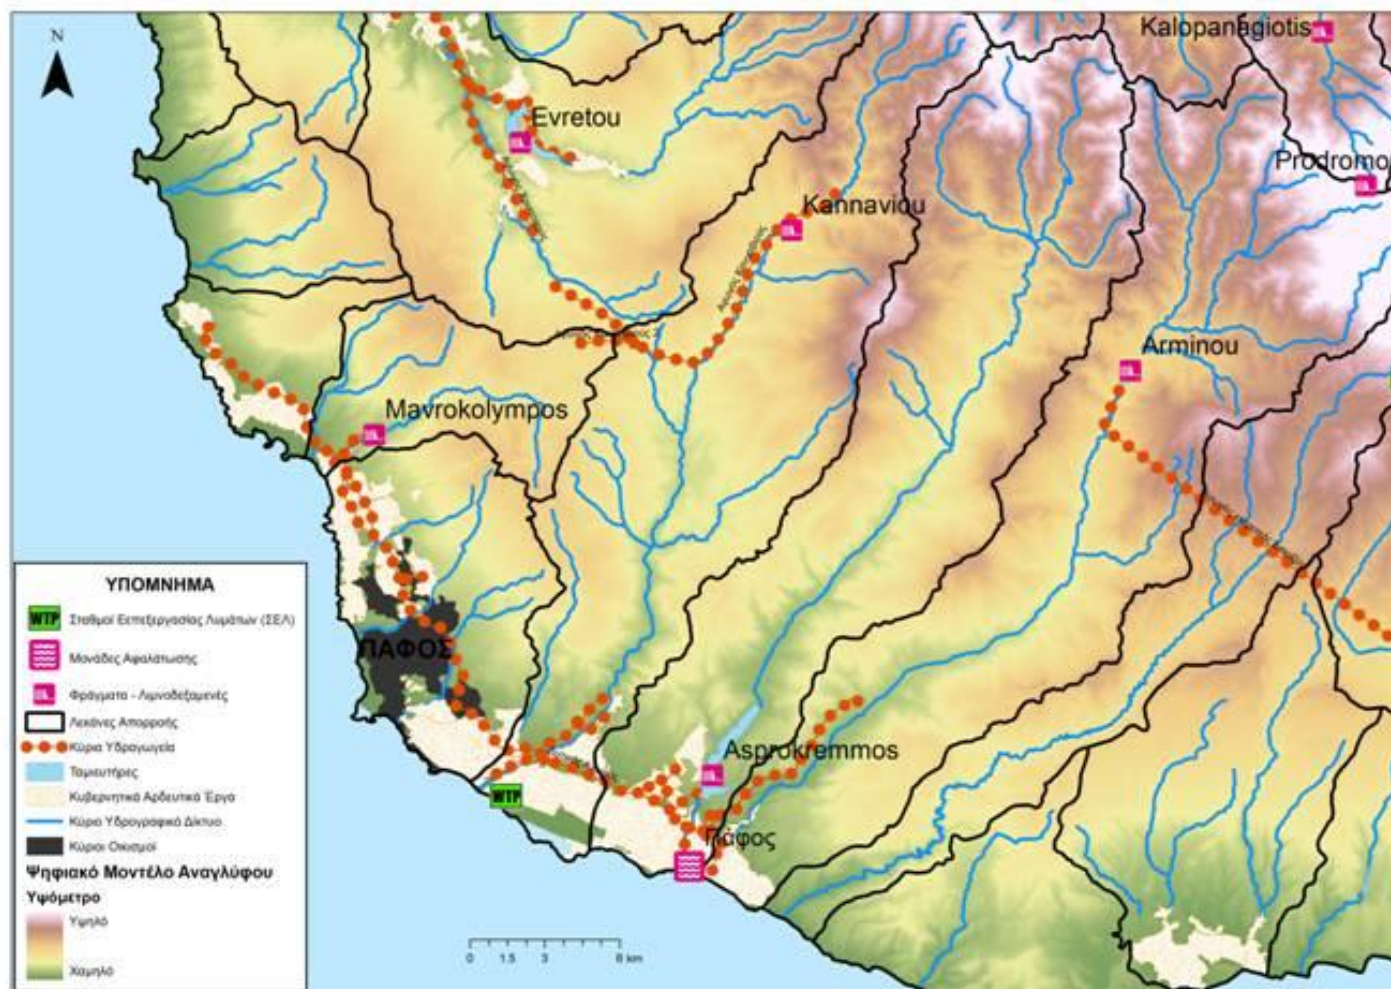 N
Kalopanagiotis
Evretou
Prodromo
Kannaviou
Arminou
Mavrokolympos
ΠΑΦΟΣ
Asprokremmos
WTP
Πάφος
0 1.5 3 6 km
ΥΠΟΜΝΗΜΑ
WTP Σταθμοί Εεπεξεργασίας Λυμάτων (ΣΕΛ)
Μονάδες Αφαλάτωσης
Φράγματα - Λιμνοδεξαμενές
Λεκάνες Απορροής
Κύρια Υδραγωγεία
Ταμιευτήρες
Κυβερνητικά Αρδευτικά Έργα
Κύριο Υδρογραφικό Δίκτυο
Κύριοι Οικισμοί
Ψηφιακό Μοντέλο Αναγλύφου
Υψόμετρο
Υψηλό
Χαμηλό